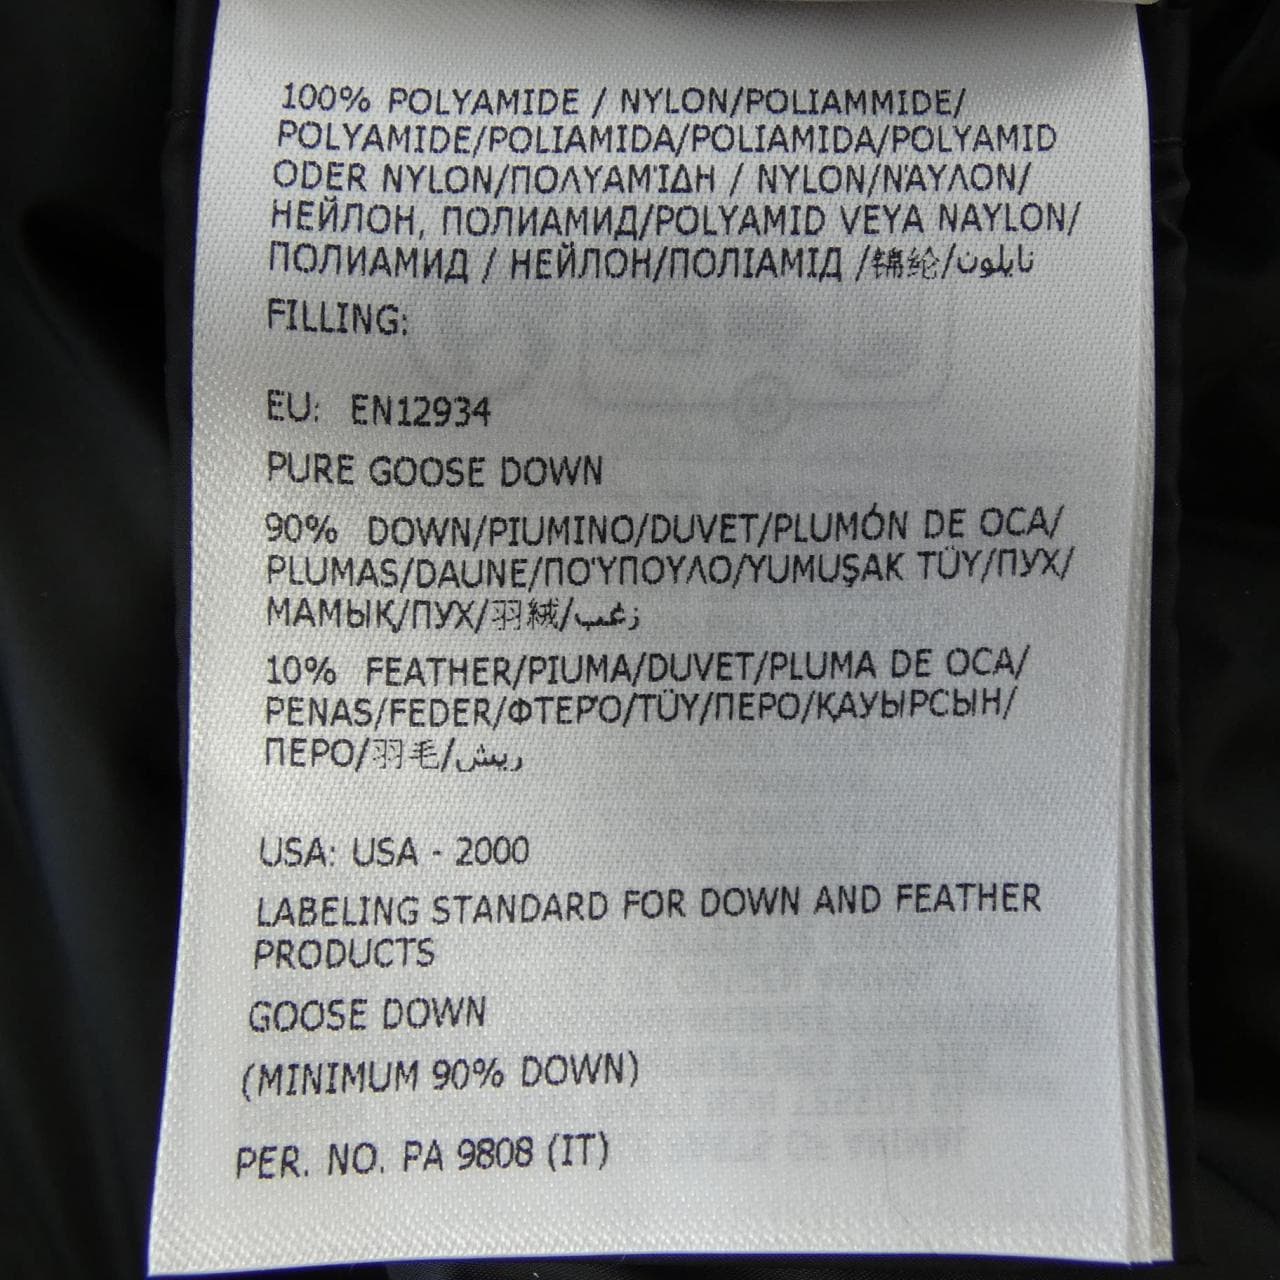 100% POLYAMIDE / NYLON/POLIAMMIDE/
POLYAMIDE/POLIAMIDA/POLIAMIDA/POLYAMID
ODER NYLON/ΠΟΛΥΑΜΊΔΗ / NYLON/ΝΆΥΛΟΝ/
НЕЙЛОН, ПОЛИАМИД/POLYAMID VEYA NAYLON/
ПОЛИАМИД / НЕЙЛОН/ПОЛІАМІД /锦纶/نايلون
FILLING:
EU: EN12934
PURE GOOSE DOWN
90% DOWN/PIUMINO/DUVET/PLUMÓN DE OCA/
PLUMAS/DAUNE/ΠΟΎΠΟΥΛΟ/YUMUŞAK TÜY/ПУХ/
МАМЫҚ/ПУХ/羽絨/زغب
10% FEATHER/PIUMA/DUVET/PLUMA DE OCA/
PENAS/FEDER/ΦΤΕΡΌ/TÜY/ПЕРО/ҚАУЫРСЫН/
ПЕРО/羽毛/ريش
USA: USA - 2000
LABELING STANDARD FOR DOWN AND FEATHER
PRODUCTS
GOOSE DOWN
(MINIMUM 90% DOWN)
PER. NO. PA 9808 (IT)